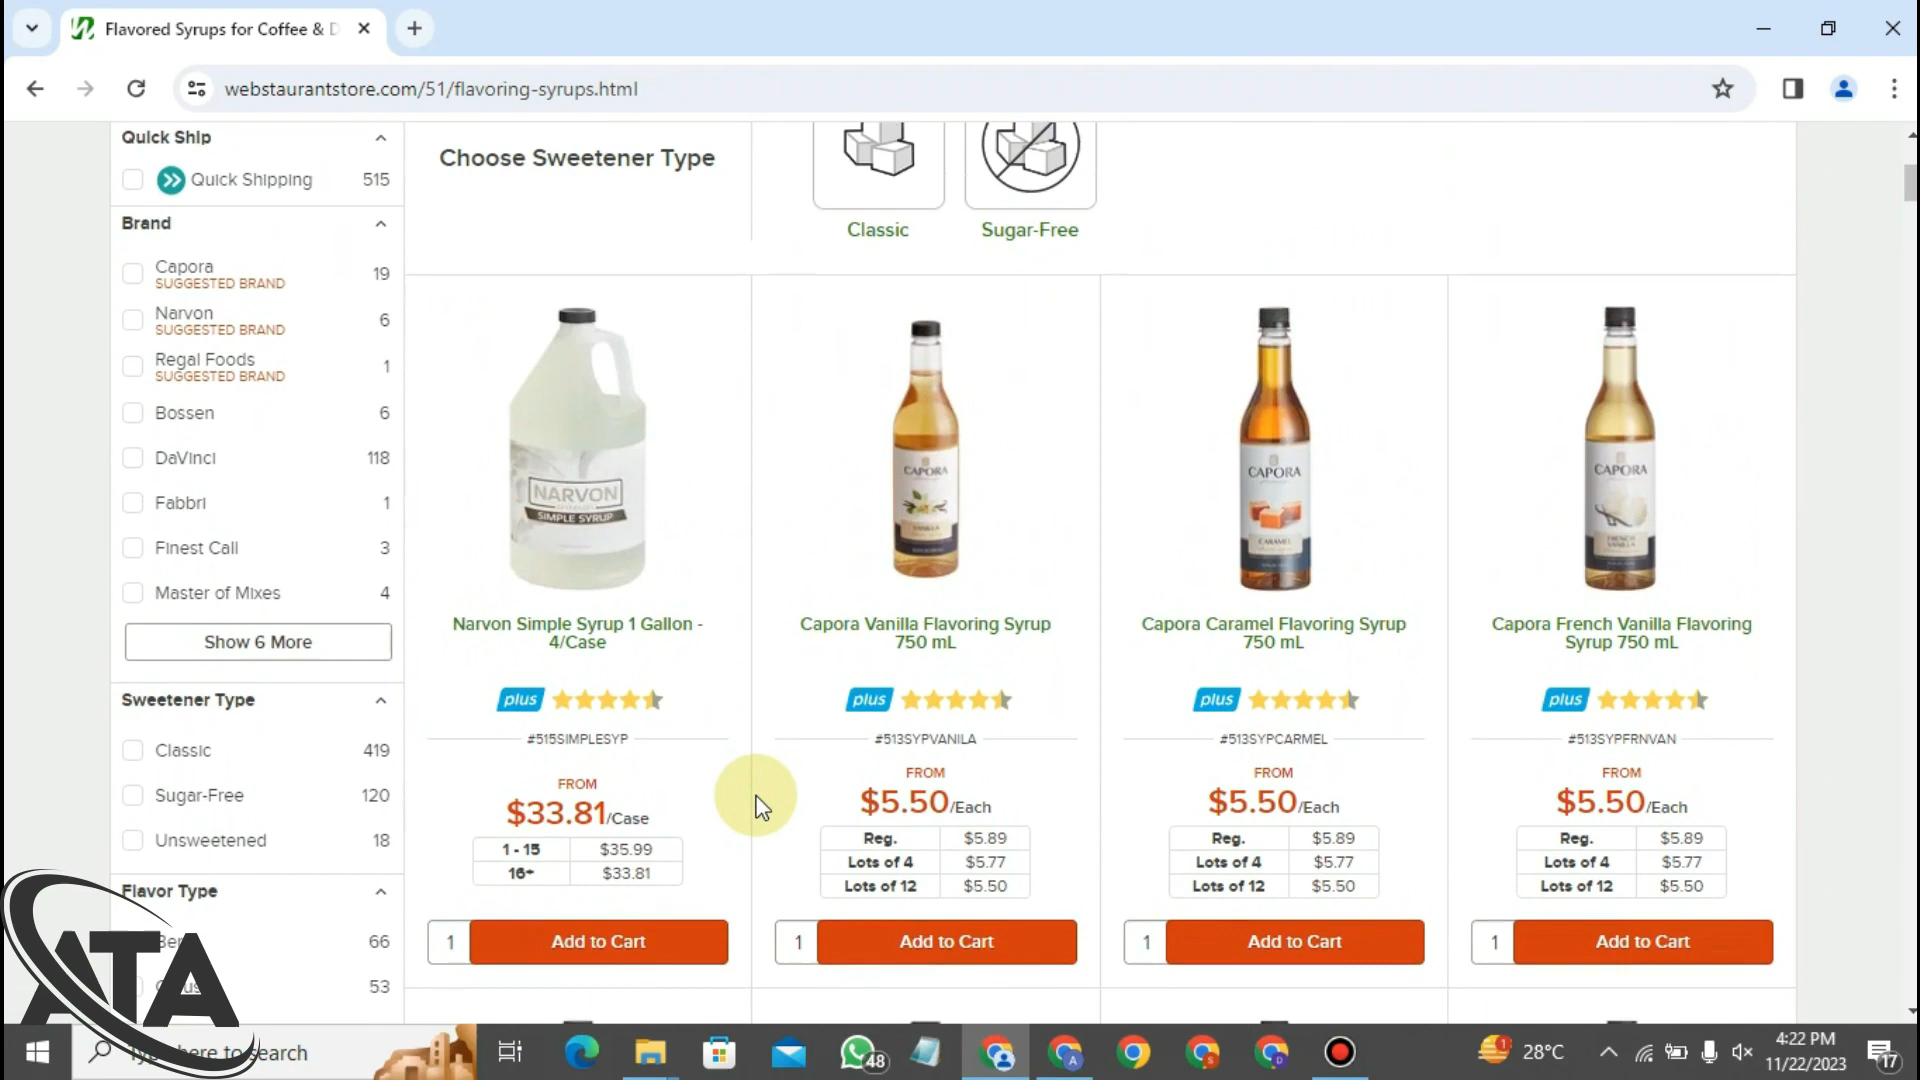 Flavored Syrups for Coffee & D
webstaurantstore.com/51/flavoring-syrups.html
Quick Ship
Quick Shipping 515
Brand
Capora 19
SUGGESTED BRAND
Narvon 6
SUGGESTED BRAND
Regal Foods 1
SUGGESTED BRAND
Bossen 6
DaVinci 118
Fabbri 1
Finest Call 3
Master of Mixes 4
Show 6 More
Sweetener Type
Classic 419
Sugar-Free 120
Unsweetened 18
Flavor Type
66
53
Choose Sweetener Type
Classic
Sugar-Free
NARVON
SIMPLE SYRUP
Narvon Simple Syrup 1 Gallon -
4/Case
plus
#515SIMPLESYP
FROM
$33.81/Case
1 - 15 $35.99
16+ $33.81
1 Add to Cart
CAPORA
VANILLA
Capora Vanilla Flavoring Syrup
750 mL
plus
#513SYPVANILA
FROM
$5.50/Each
Reg. $5.89
Lots of 4 $5.77
Lots of 12 $5.50
1 Add to Cart
CAPORA
CARAMEL
Capora Caramel Flavoring Syrup
750 mL
plus
#513SYPCARMEL
FROM
$5.50/Each
Reg. $5.89
Lots of 4 $5.77
Lots of 12 $5.50
1 Add to Cart
CAPORA
FRENCH
VANILLA
Capora French Vanilla Flavoring
Syrup 750 mL
plus
#513SYPFRNVAN
FROM
$5.50/Each
Reg. $5.89
Lots of 4 $5.77
Lots of 12 $5.50
1 Add to Cart
ATA
here to search
48
A
S
D
1
28°C
4:22 PM
11/22/2023
17